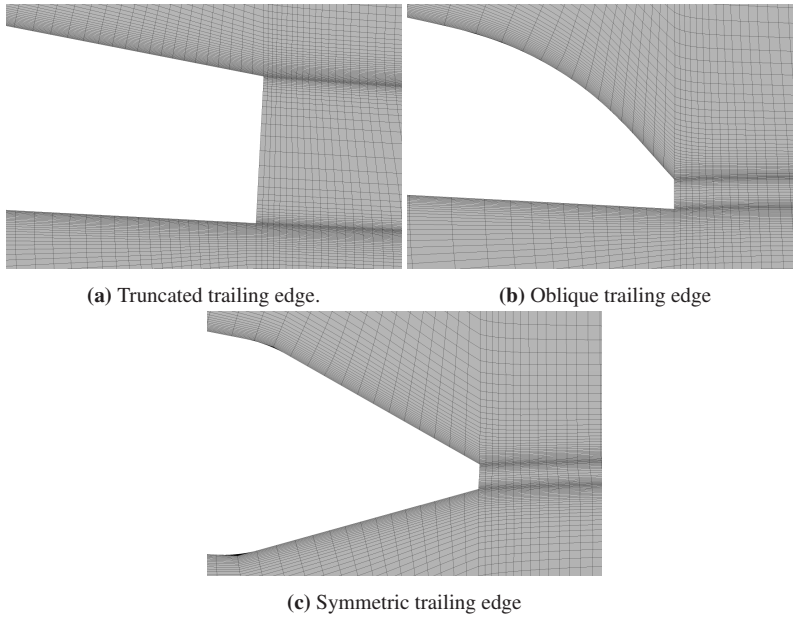 (a) Truncated trailing edge.
(b) Oblique trailing edge
(c) Symmetric trailing edge